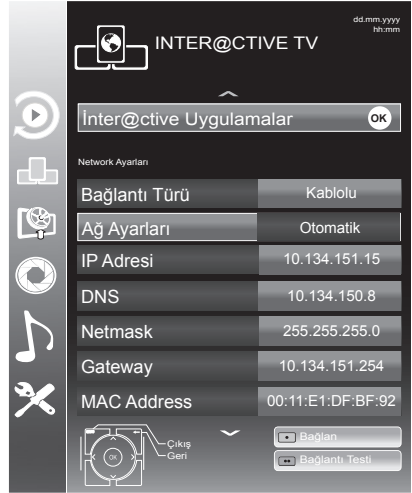 dd.mm.yyyy
hh:mm
INTER@CTIVE TV
İnter@ctive Uygulamalar OK
Network Ayarları
Bağlantı Türü Kablolu
Ağ Ayarları Otomatik
IP Adresi 10.134.151.15
DNS 10.134.150.8
Netmask 255.255.255.0
Gateway 10.134.151.254
MAC Address 00:11:E1:DF:BF:92
OK
Çıkış
Geri
Bağlan
Bağlantı Testi